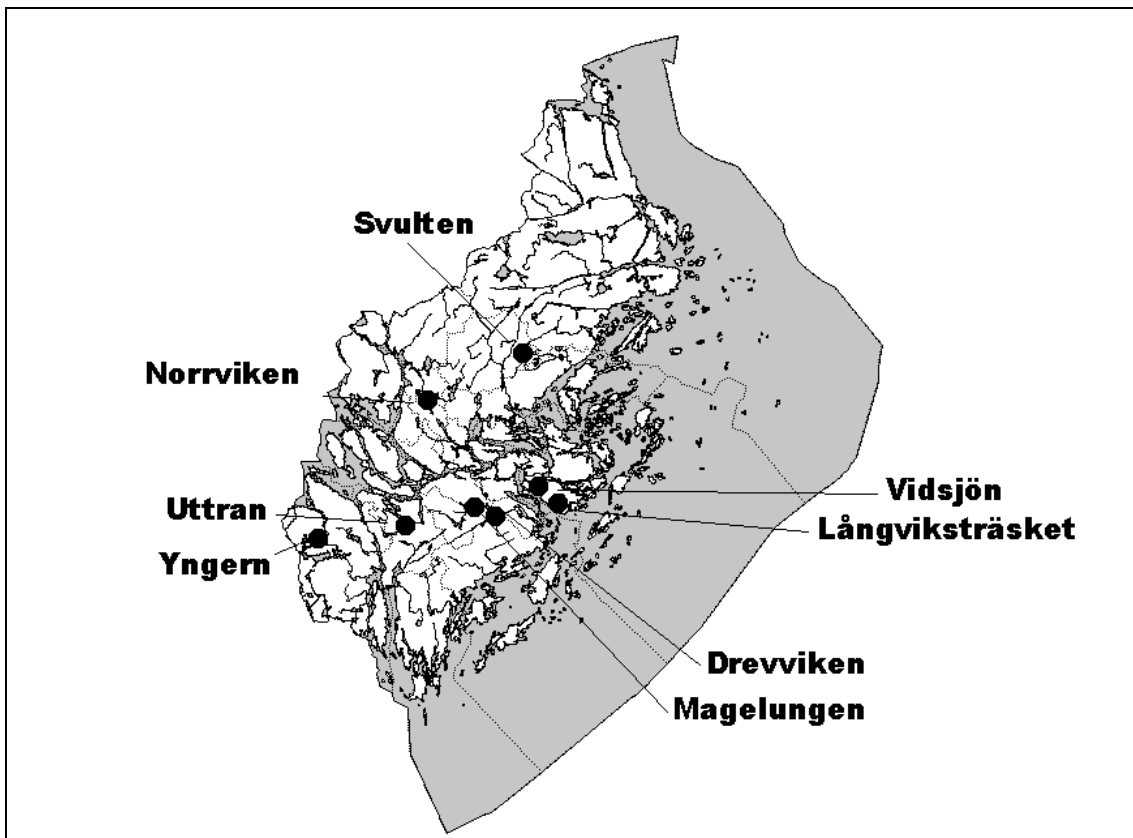 Svulten
Norrviken
Uttran
Yngern
Vidsjön
Långviksträsket
Drevviken
Magelungen